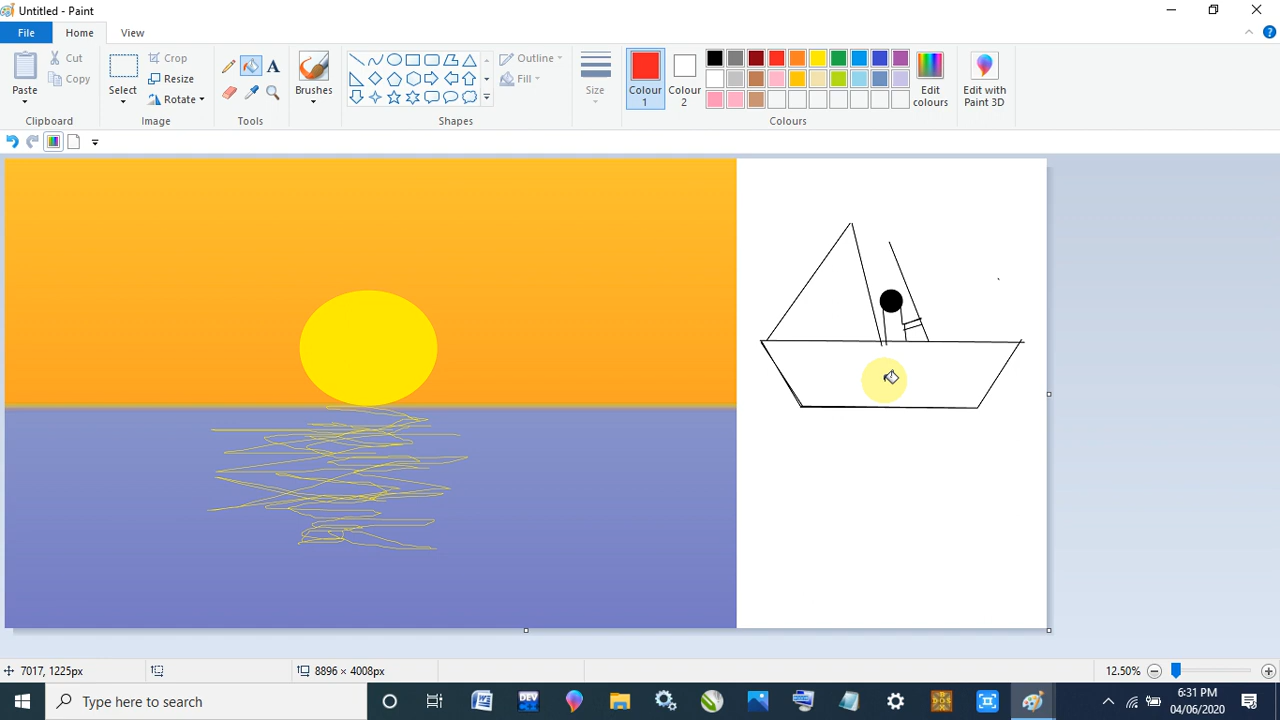 Untitled - Paint
File Home View
Paste
Cut
Copy
Clipboard
Select
Crop
Resize
Rotate
Image
A
Tools
Brushes
Outline
Fill
Shapes
Size
Colour 1
Colour 2
Edit colours
Edit with Paint 3D
Colours
7017, 1225px
8896 × 4008px
12.50%
Type here to search
DEV
DOS
6:31 PM
04/06/2020